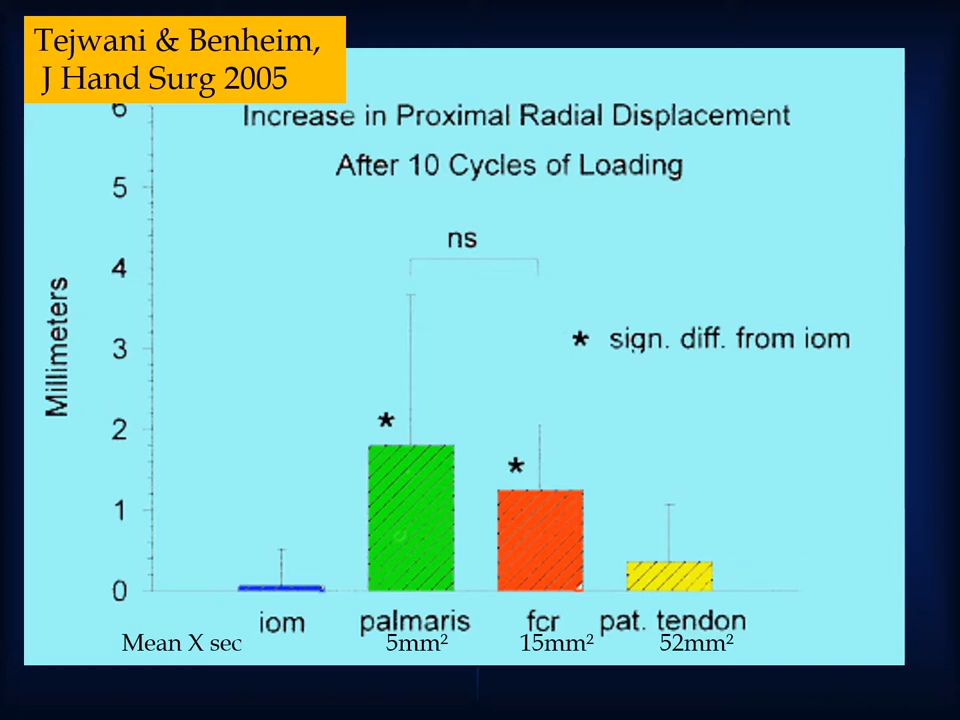 Tejwani & Benheim,
J Hand Surg 2005
Increase in Proximal Radial Displacement
After 10 Cycles of Loading
6
5
4
3
2
1
0
Millimeters
ns
* sign. diff. from iom
*
*
iom palmaris fcr pat. tendon
Mean X sec 5mm² 15mm² 52mm²